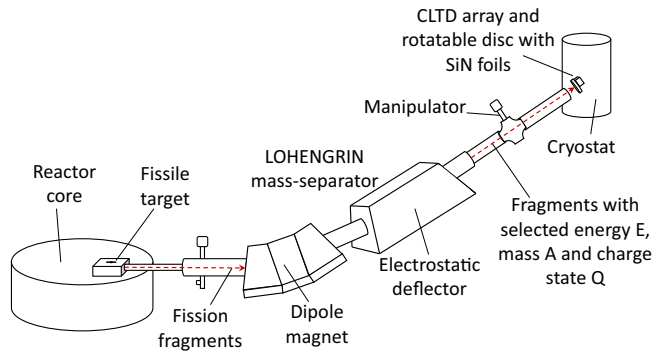 CLTD array and
rotatable disc with
SiN foils
Manipulator
Cryostat
LOHENGRIN
mass-separator
Reactor
core
Fissile
target
Fragments with
selected energy E,
mass A and charge
state Q
Electrostatic
deflector
Dipole
magnet
Fission
fragments